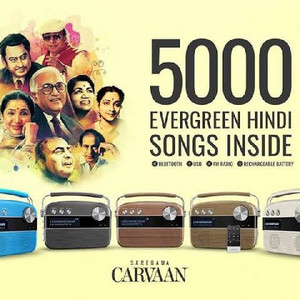 5000
EVERGREEN HINDI
SONGS INSIDE
BLUETOOTH USB FM RADIO RECHARGEABLE BATTERY
SAREGAMA
CARVAAN